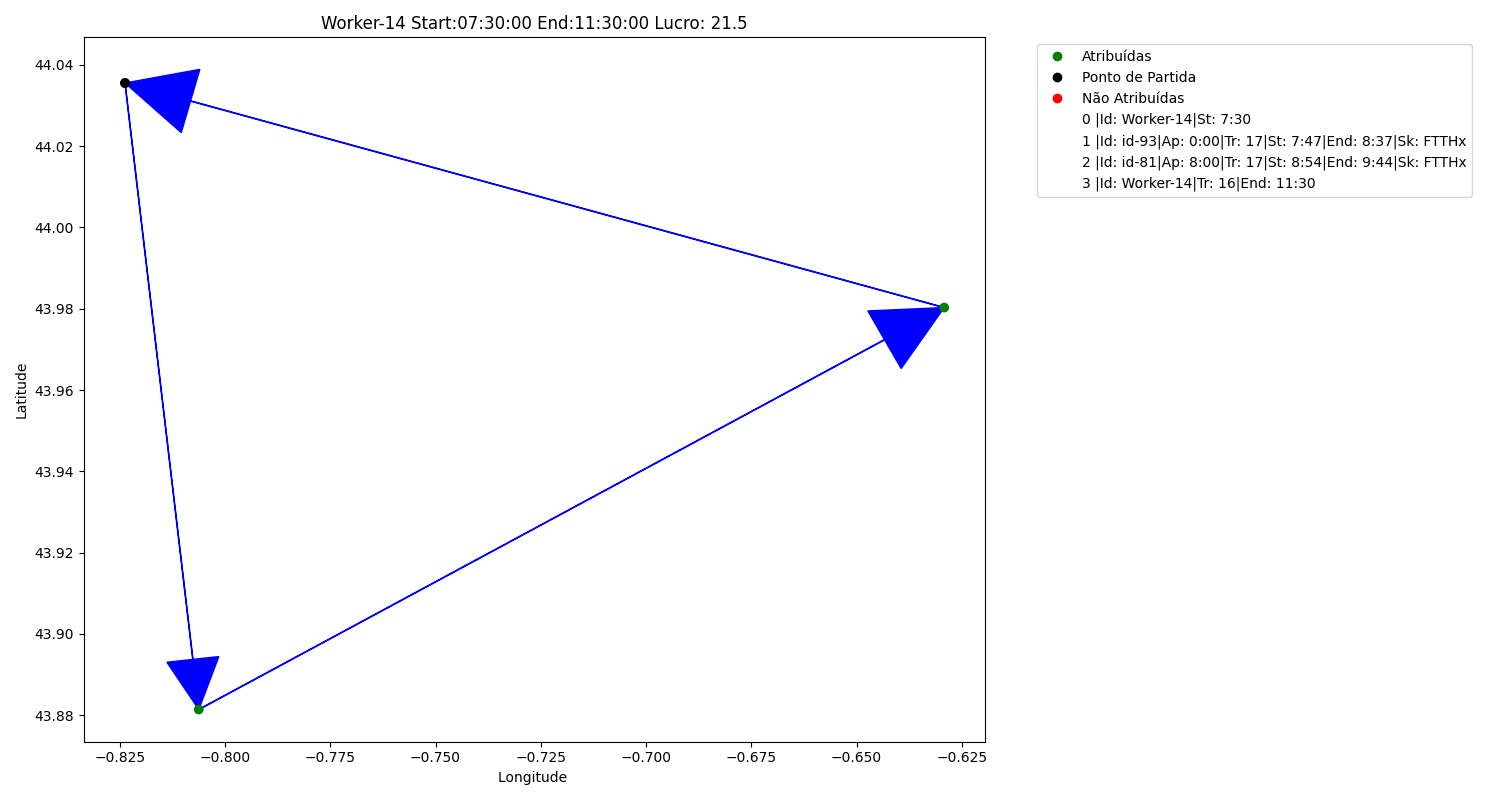 Worker-14 Start:07:30:00 End:11:30:00 Lucro: 21.5
44.04
44.02
44.00
43.98
43.96
43.94
43.92
43.90
43.88
Latitude
−0.825
−0.800
−0.775
−0.750
−0.725
−0.700
−0.675
−0.650
−0.625
Longitude
Atribuídas
Ponto de Partida
Não Atribuídas
0 |Id: Worker-14|St: 7:30
1 |Id: id-93|Ap: 0:00|Tr: 17|St: 7:47|End: 8:37|Sk: FTTHx
2 |Id: id-81|Ap: 8:00|Tr: 17|St: 8:54|End: 9:44|Sk: FTTHx
3 |Id: Worker-14|Tr: 16|End: 11:30